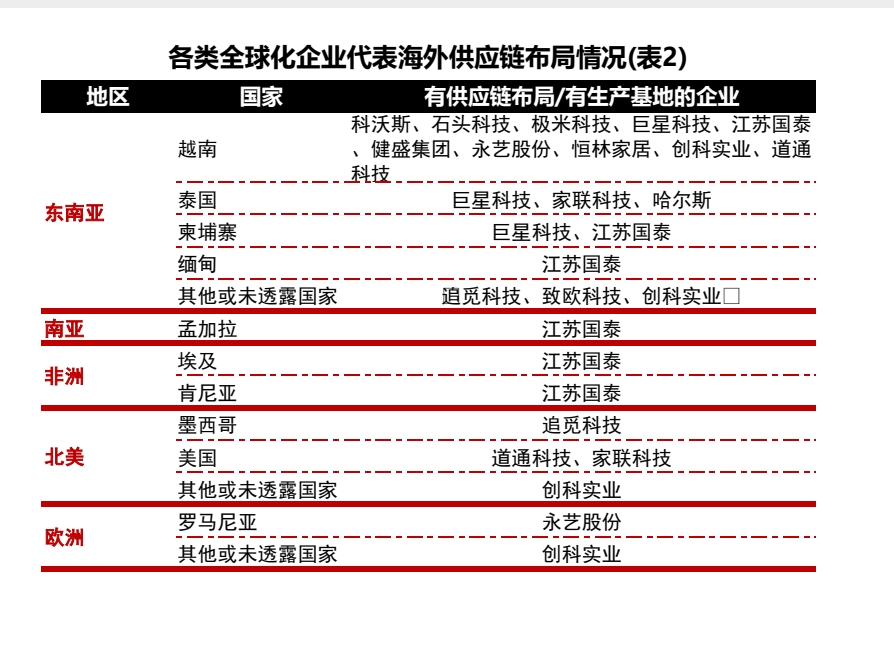 各类全球化企业代表海外供应链布局情况(表2)
地区 国家 有供应链布局/有生产基地的企业
东南亚
越南
科沃斯、石头科技、极米科技、巨星科技、江苏国泰
、健盛集团、永艺股份、恒林家居、创科实业、道通
科技
泰国 巨星科技、家联科技、哈尔斯
柬埔寨 巨星科技、江苏国泰
缅甸 江苏国泰
其他或未透露国家 追觅科技、致欧科技、创科实业□
南亚
孟加拉 江苏国泰
非洲
埃及 江苏国泰
肯尼亚 江苏国泰
北美
墨西哥 追觅科技
美国 道通科技、家联科技
其他或未透露国家 创科实业
欧洲
罗马尼亚 永艺股份
其他或未透露国家 创科实业